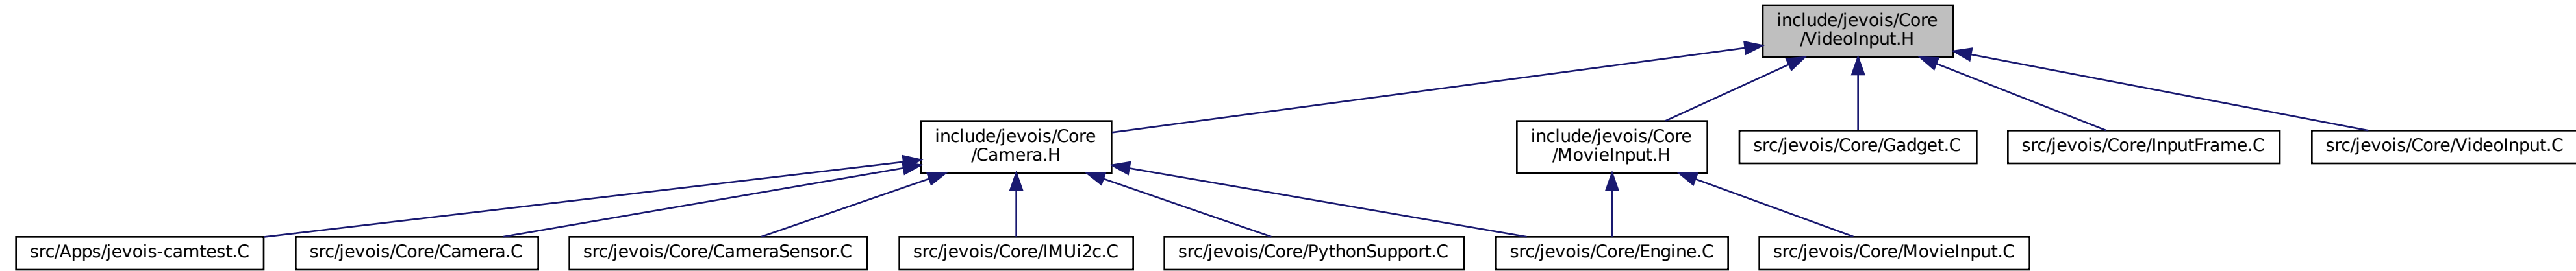 include/jevois/Core
/VideoInput.H
include/jevois/Core
/Camera.H
include/jevois/Core
/MovieInput.H
src/jevois/Core/Gadget.C
src/jevois/Core/InputFrame.C
src/jevois/Core/VideoInput.C
src/Apps/jevois-camtest.C
src/jevois/Core/Camera.C
src/jevois/Core/CameraSensor.C
src/jevois/Core/IMUi2c.C
src/jevois/Core/PythonSupport.C
src/jevois/Core/Engine.C
src/jevois/Core/MovieInput.C